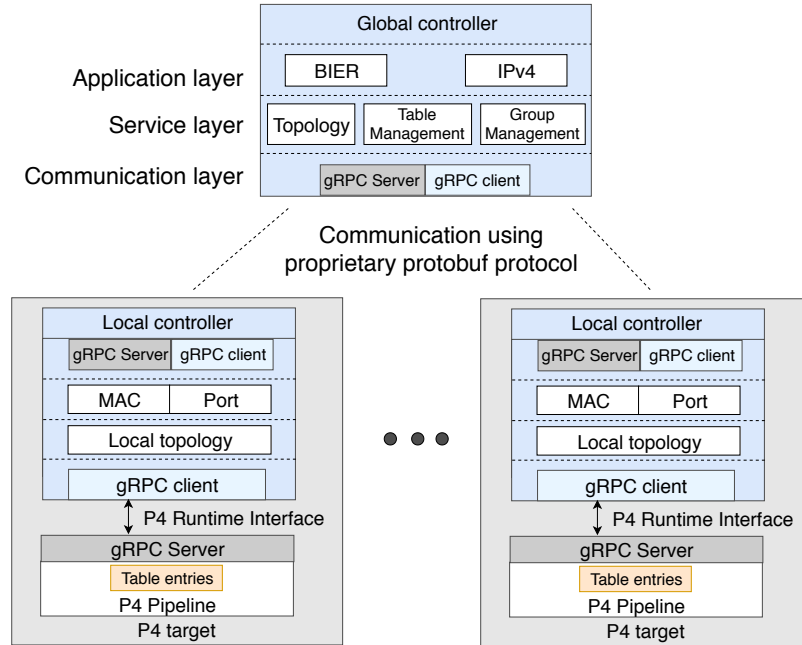 Global controller
Application layer
BIER
IPv4
Service layer
Topology
Table
Management
Group
Management
Communication layer
gRPC Server
gRPC client
Communication using
proprietary protobuf protocol
Local controller
gRPC Server
gRPC client
MAC
Port
Local topology
gRPC client
P4 Runtime Interface
gRPC Server
Table entries
P4 Pipeline
P4 target
Local controller
gRPC Server
gRPC client
MAC
Port
Local topology
gRPC client
P4 Runtime Interface
gRPC Server
Table entries
P4 Pipeline
P4 target